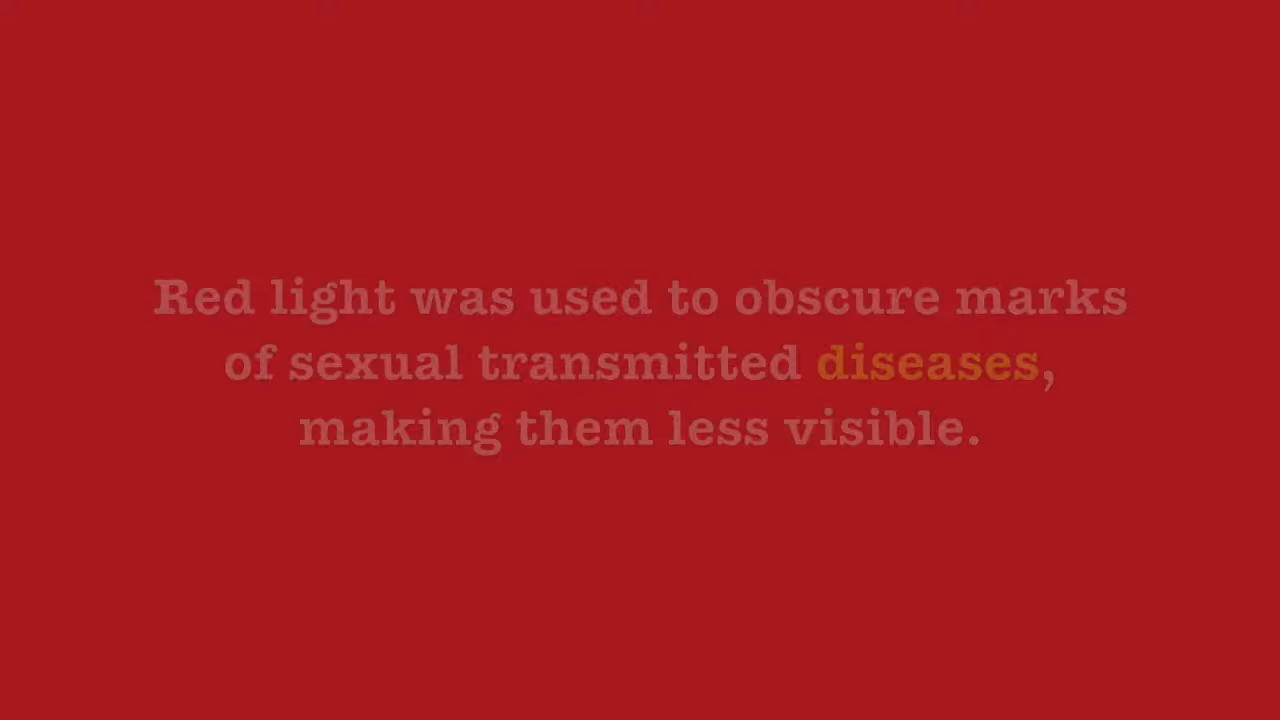 Red light was used to obscure marks
of sexual transmitted diseases,
making them less visible.